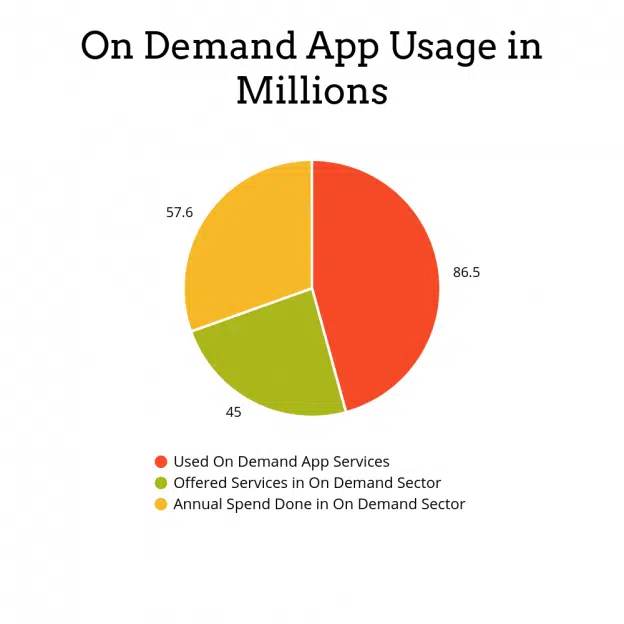 On Demand App Usage in
Millions
57.6
86.5
45
Used On Demand App Services
Offered Services in On Demand Sector
Annual Spend Done in On Demand Sector